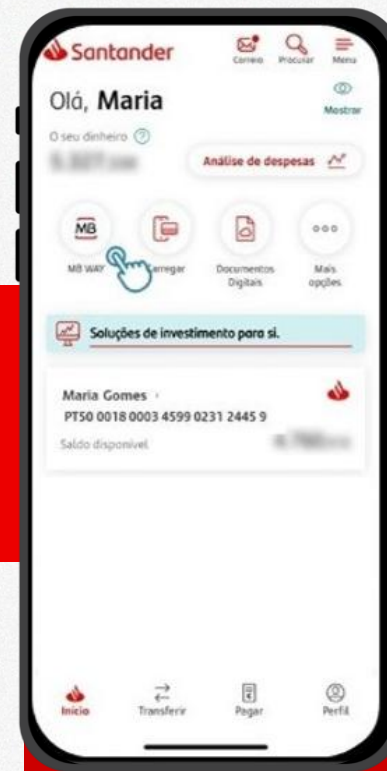 Santander
Correio Procurar Menu
Olá, Maria
Mostrar
O seu dinheiro ?
Análise de despesas
MB
MB WAY Carregar Documentos Digitais Mais opções
Soluções de investimento para si.
Maria Gomes
PT50 0018 0003 4599 0231 2445 9
Saldo disponível
Início Transferir Pagar Perfil